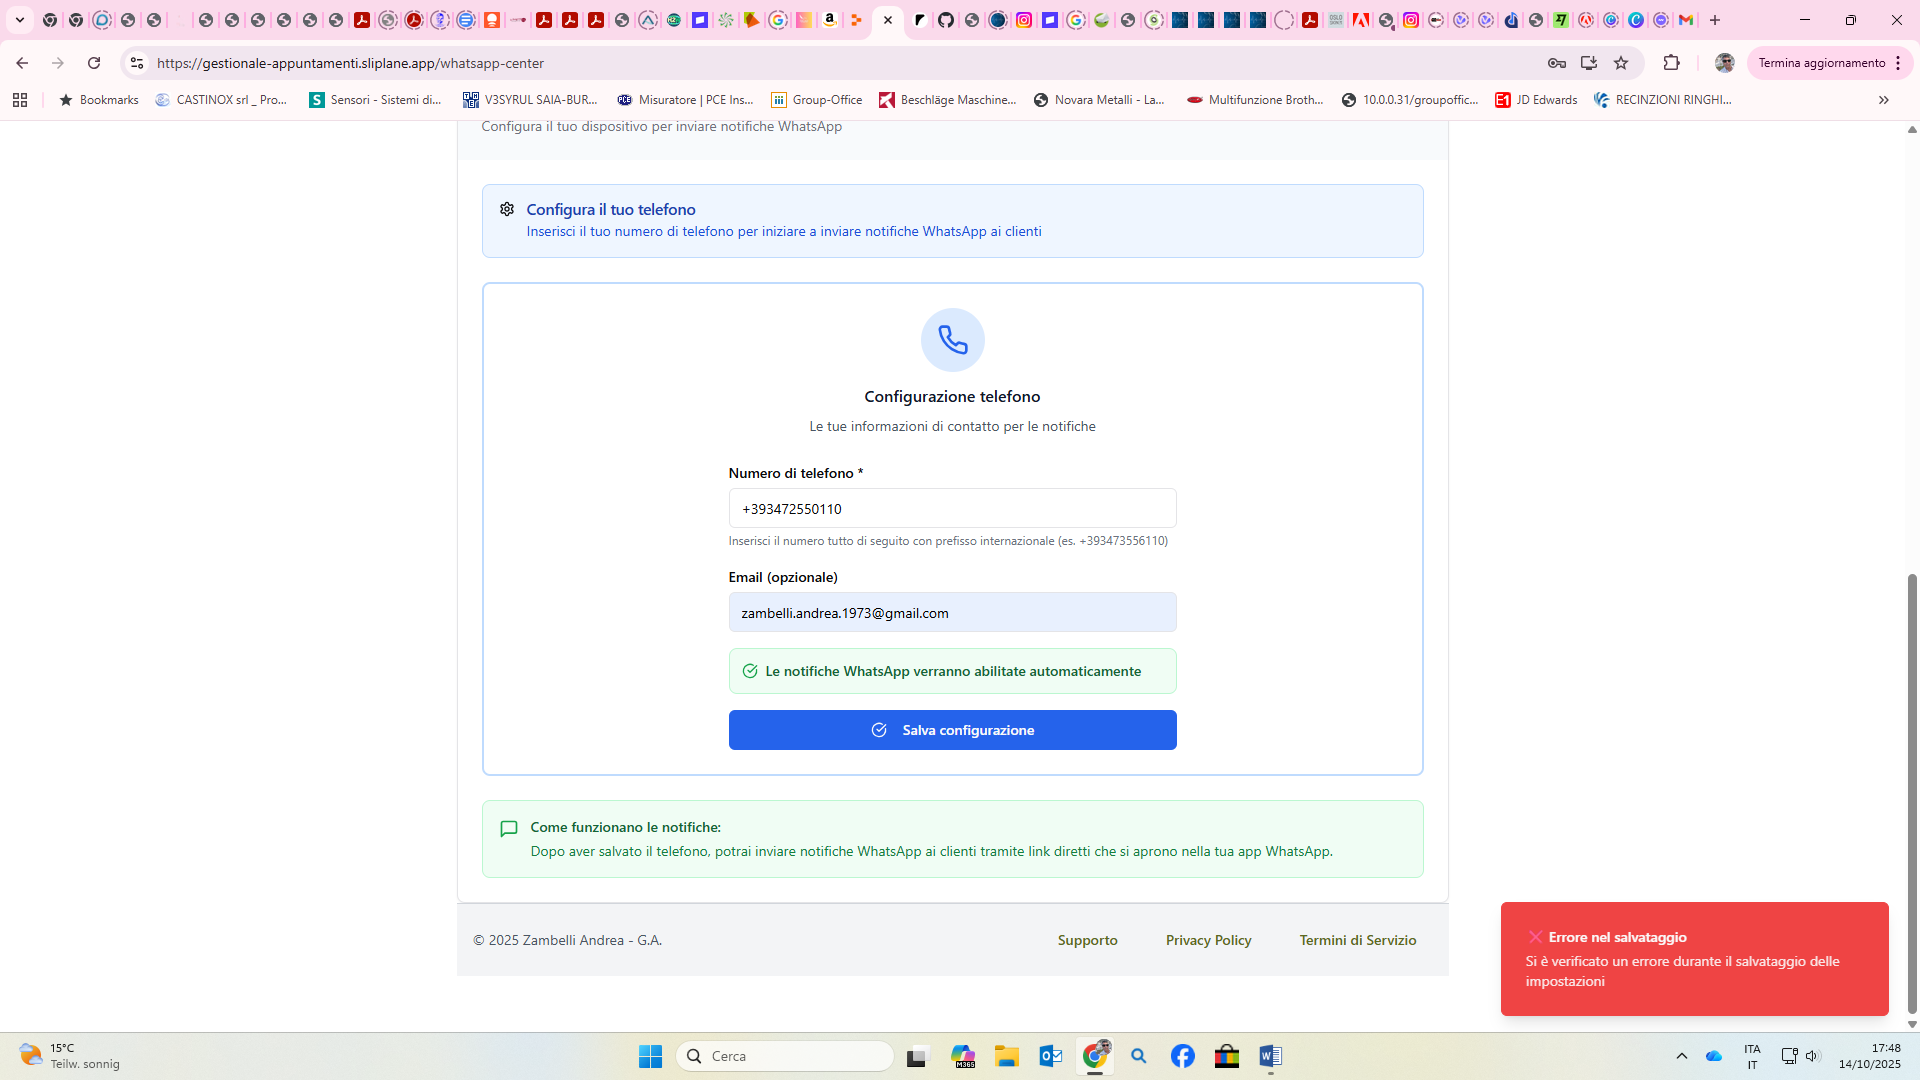 https://gestionale-appuntamenti.sliplane.app/whatsapp-center
Termina aggiornamento
Bookmarks
CASTINOX srl _ Pro...
Sensori - Sistemi di...
V3SYRUL SAIA-BUR...
Misuratore | PCE Ins...
Group-Office
Beschläge Maschine...
Novara Metalli - La...
Multifunzione Broth...
10.0.0.31/groupoffic...
JD Edwards
RECINZIONI RINGHI...
Configura il tuo dispositivo per inviare notifiche WhatsApp
Configura il tuo telefono
Inserisci il tuo numero di telefono per iniziare a inviare notifiche WhatsApp ai clienti
Configurazione telefono
Le tue informazioni di contatto per le notifiche
Numero di telefono *
+393472550110
Inserisci il numero tutto di seguito con prefisso internazionale (es. +393473556110)
Email (opzionale)
zambelli.andrea.1973@gmail.com
Le notifiche WhatsApp verranno abilitate automaticamente
Salva configurazione
Come funzionano le notifiche:
Dopo aver salvato il telefono, potrai inviare notifiche WhatsApp ai clienti tramite link diretti che si aprono nella tua app WhatsApp.
© 2025 Zambelli Andrea - G.A.
Supporto
Privacy Policy
Termini di Servizio
Errore nel salvataggio
Si è verificato un errore durante il salvataggio delle
impostazioni
15°C
Teilw. sonnig
Cerca
ITA
IT
17:48
14/10/2025